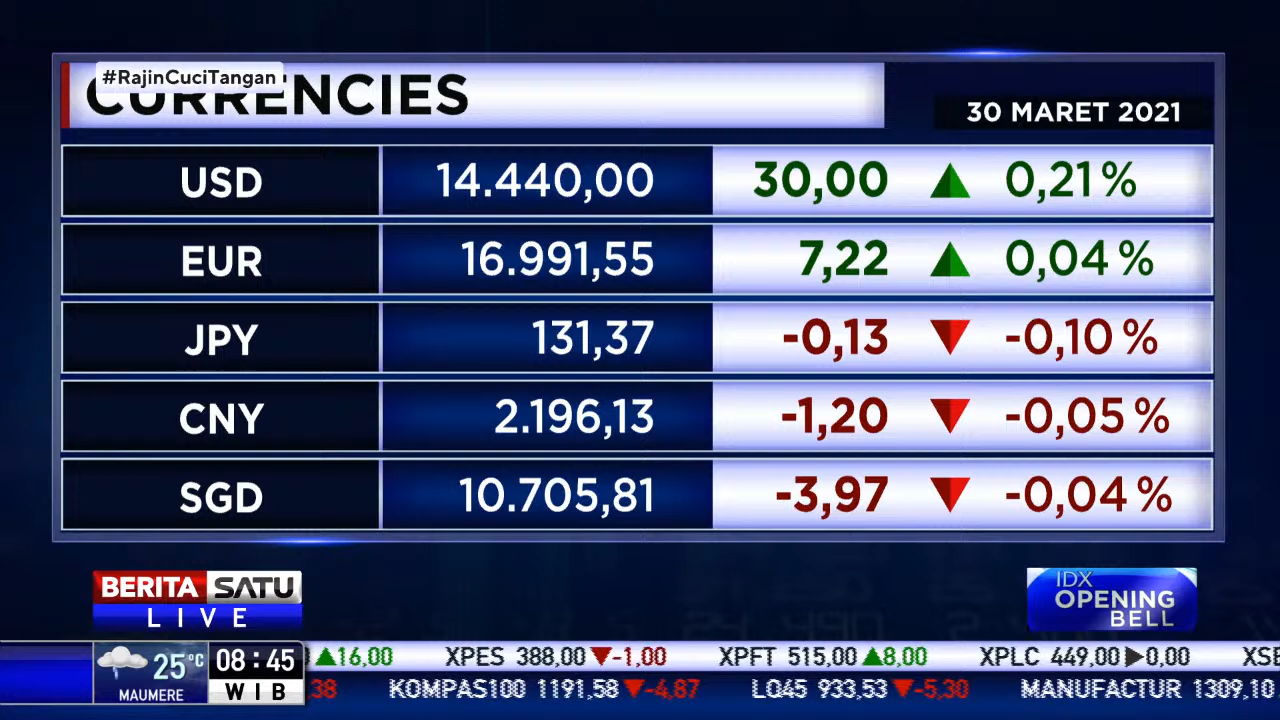 #RajinCuciTangan
CURRENCIES
30 MARET 2021
USD 14.440,00 30,00 ▲ 0,21%
EUR 16.991,55 7,22 ▲ 0,04%
JPY 131,37 -0,13 ▼ -0,10%
CNY 2.196,13 -1,20 ▼ -0,05%
SGD 10.705,81 -3,97 ▼ -0,04%
BERITA SATU
LIVE
IDX
OPENING
BELL
25°C
MAUMERE
08:45
WIB
▲16,00 XPES 388,00▼-1,00 XPFT 515,00▲8,00 XPLC 449,00▶0,00 XSE
,38 KOMPAS100 1191,58▼-4,87 LQ45 933,53▼-5,30 MANUFACTUR 1309,10